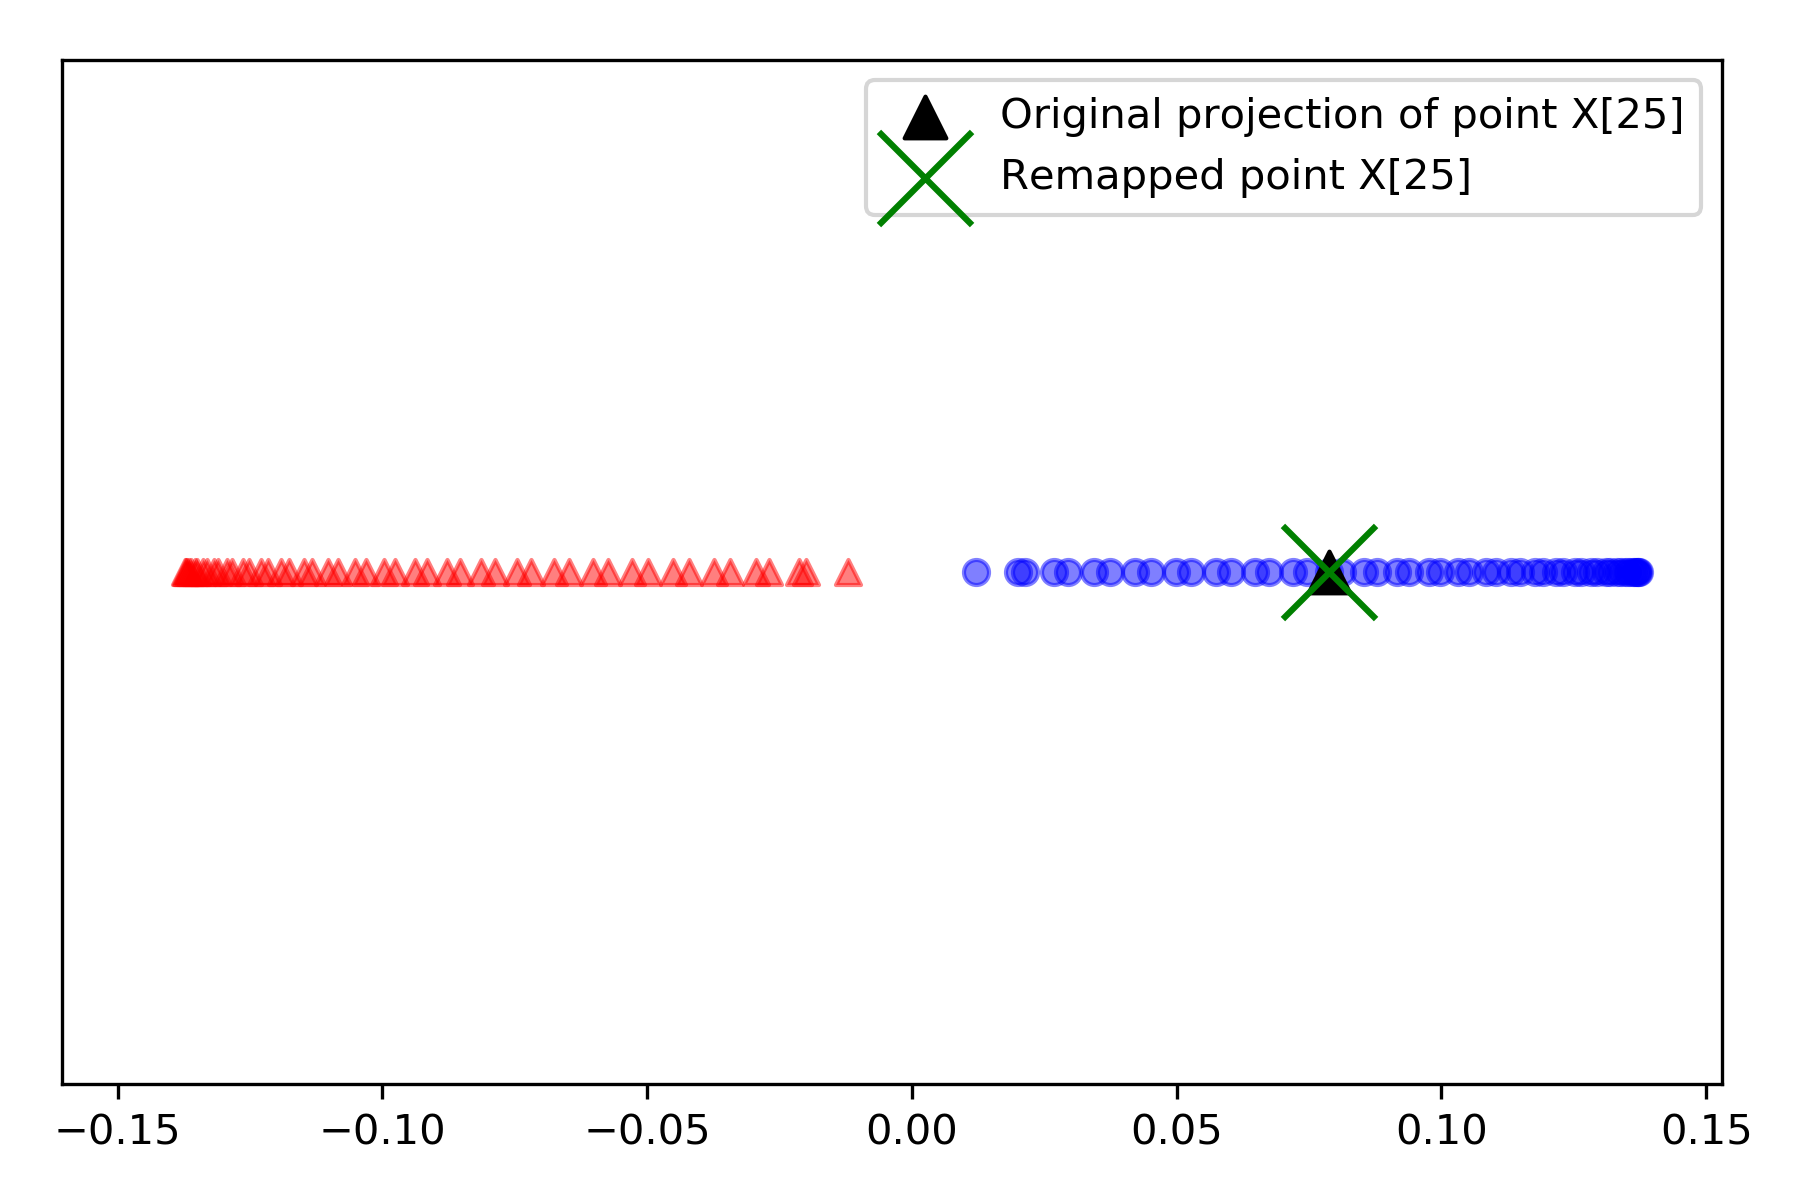 Original projection of point X[25]
Remapped point X[25]
−0.15 −0.10 −0.05 0.00 0.05 0.10 0.15